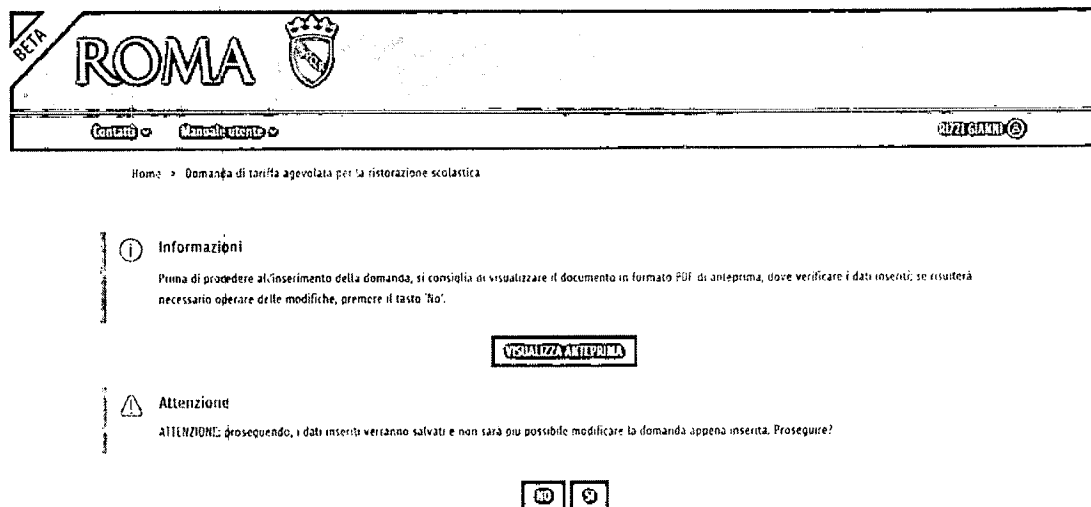 BETA
ROMA
Contatti Manuale utente RIZZI GIANNI
Home > Domanda di tariffa agevolata per la ristorazione scolastica
Informazioni
Prima di procedere all'inserimento della domanda, si consiglia di visualizzare il documento in formato PDF di anteprima, dove verificare i dati inseriti; se risulterà
necessario operare delle modifiche, premere il tasto 'No'.
VISUALIZZA ANTEPRIMA
Attenzione
ATTENZIONE: proseguendo, i dati inseriti verranno salvati e non sarà più possibile modificare la domanda appena inserita. Proseguire?
NO SI